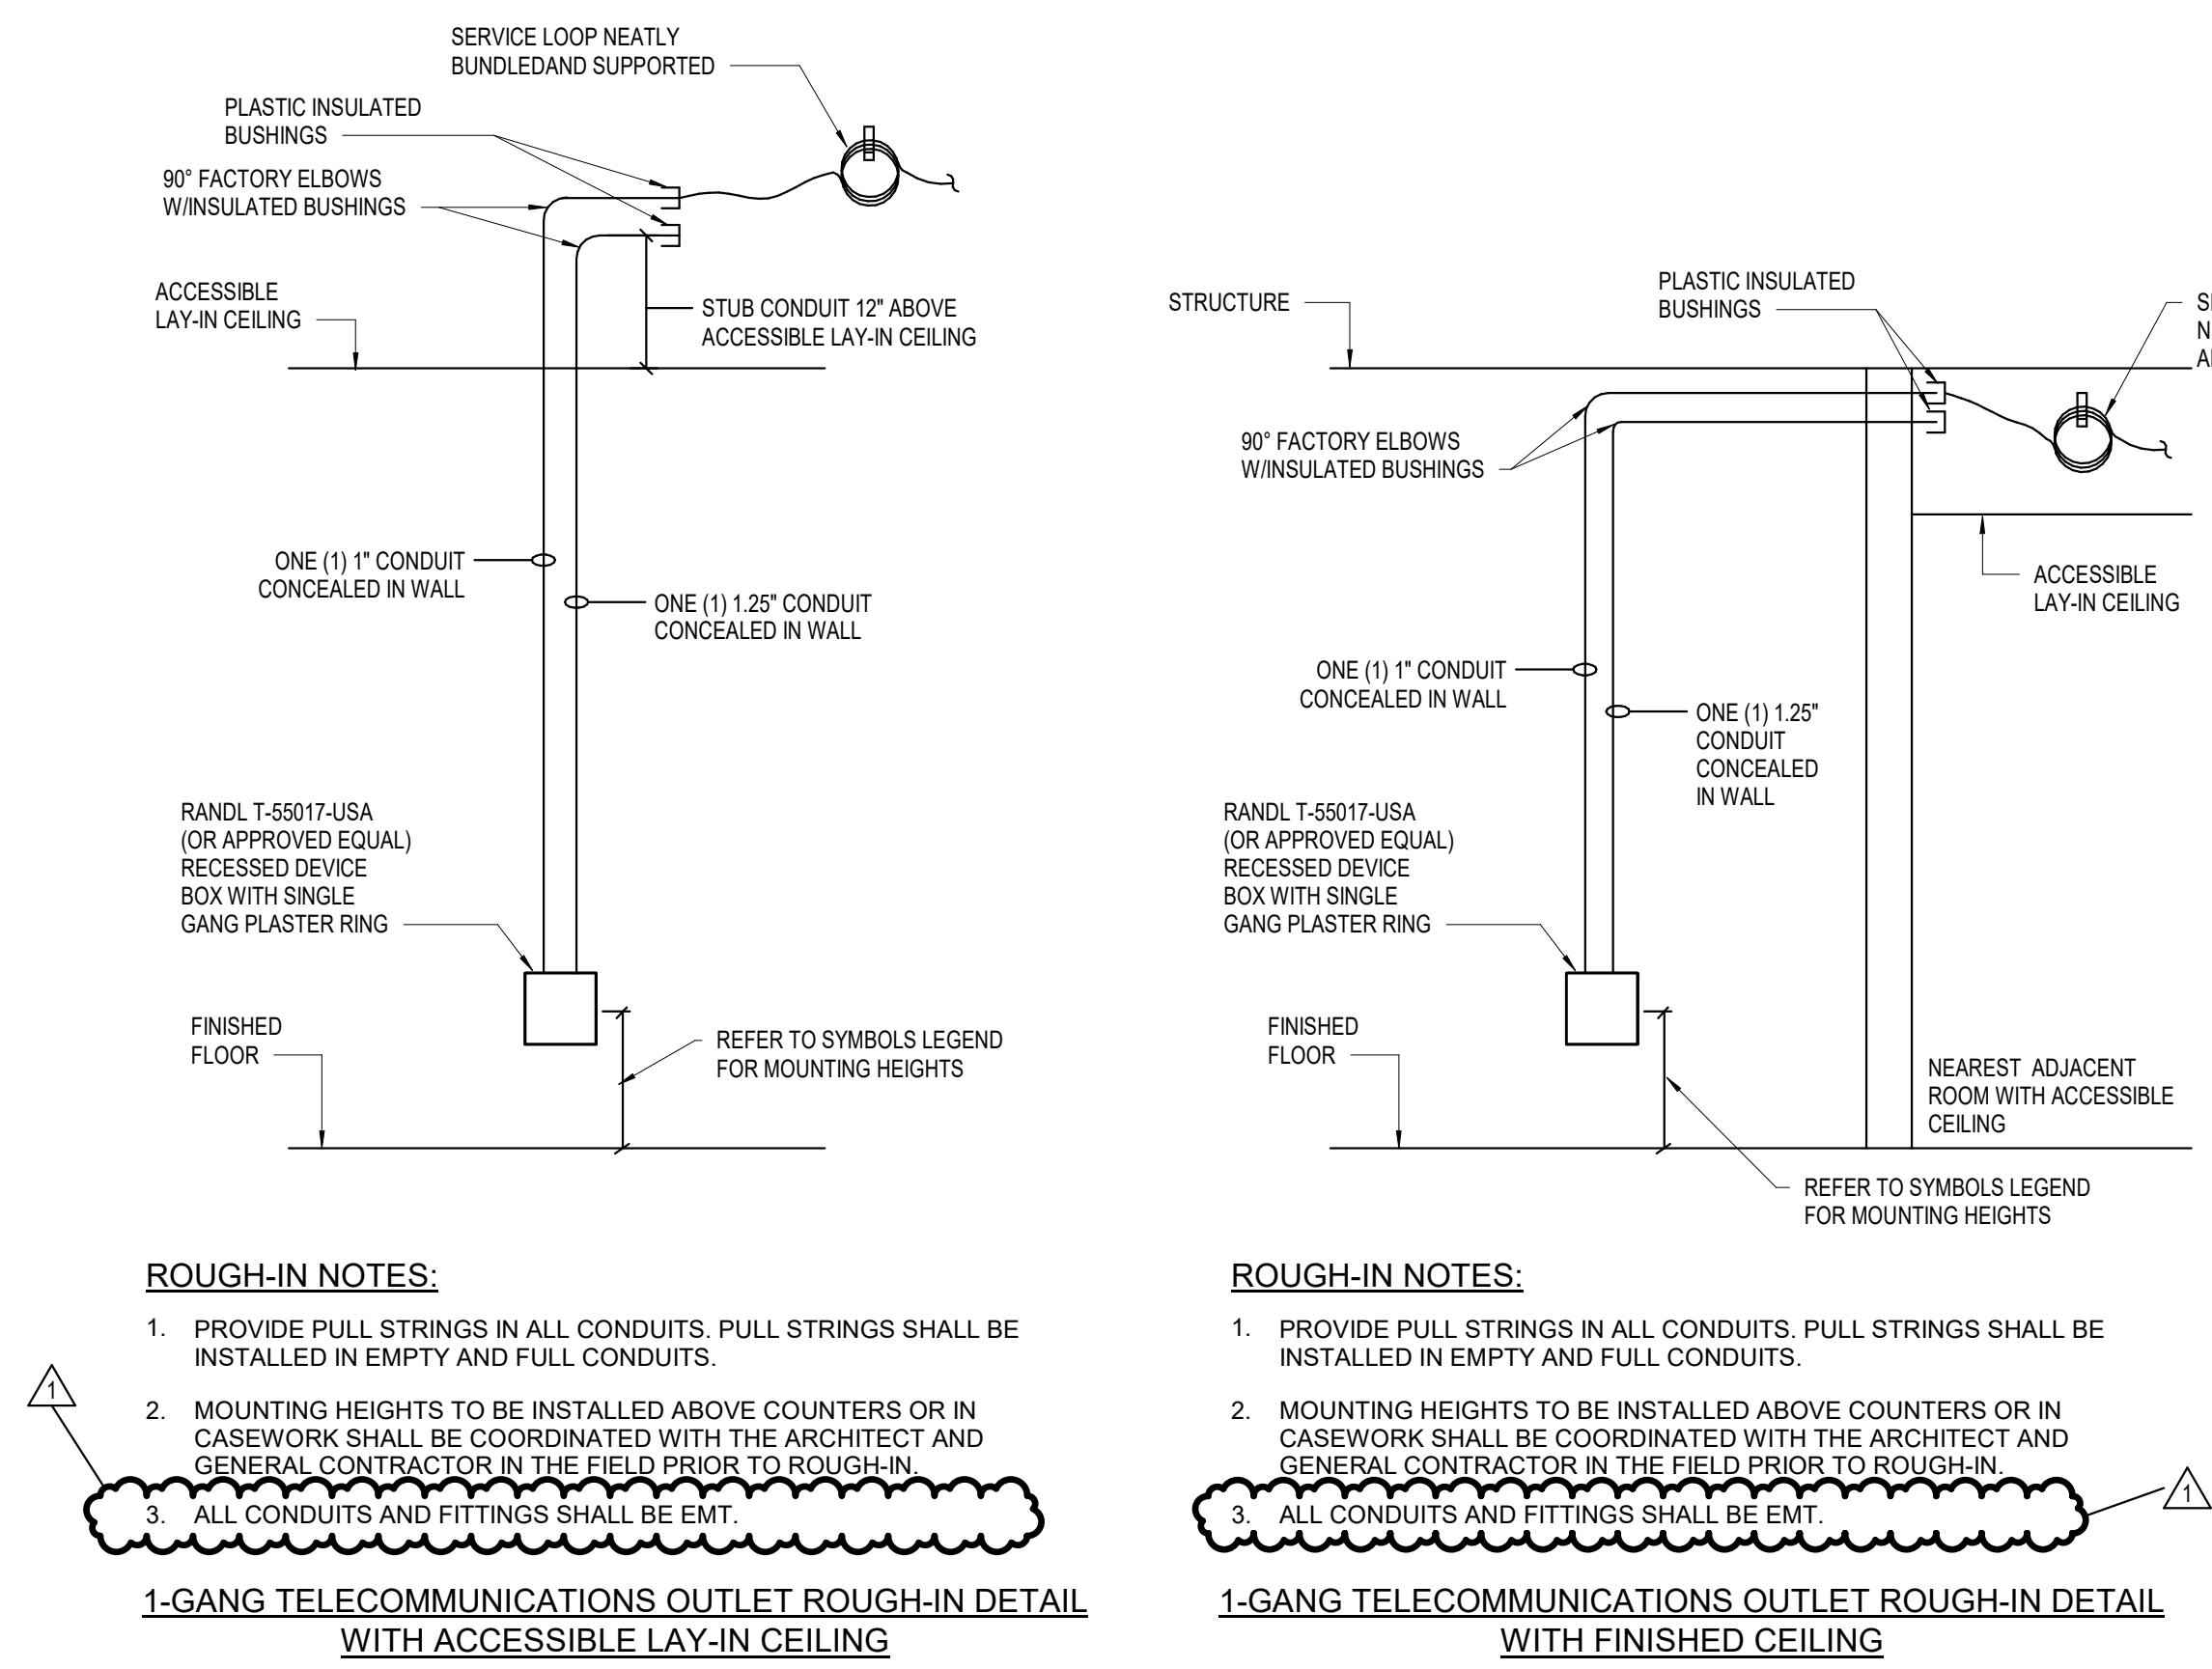 SERVICE LOOP NEATLY
BUNDLEDAND SUPPORTED
PLASTIC INSULATED
BUSHINGS
90° FACTORY ELBOWS
W/INSULATED BUSHINGS
ACCESSIBLE
LAY-IN CEILING
STUB CONDUIT 12" ABOVE
ACCESSIBLE LAY-IN CEILING
ONE (1) 1" CONDUIT
CONCEALED IN WALL
ONE (1) 1.25" CONDUIT
CONCEALED IN WALL
RANDL T-55017-USA
(OR APPROVED EQUAL)
RECESSED DEVICE
BOX WITH SINGLE
GANG PLASTER RING
FINISHED
FLOOR
REFER TO SYMBOLS LEGEND
FOR MOUNTING HEIGHTS
ROUGH-IN NOTES:
1. PROVIDE PULL STRINGS IN ALL CONDUITS. PULL STRINGS SHALL BE
INSTALLED IN EMPTY AND FULL CONDUITS.
2. MOUNTING HEIGHTS TO BE INSTALLED ABOVE COUNTERS OR IN
CASEWORK SHALL BE COORDINATED WITH THE ARCHITECT AND
GENERAL CONTRACTOR IN THE FIELD PRIOR TO ROUGH-IN.
1
3. ALL CONDUITS AND FITTINGS SHALL BE EMT.
1-GANG TELECOMMUNICATIONS OUTLET ROUGH-IN DETAIL
WITH ACCESSIBLE LAY-IN CEILING
STRUCTURE
PLASTIC INSULATED
BUSHINGS
90° FACTORY ELBOWS
W/INSULATED BUSHINGS
ACCESSIBLE
LAY-IN CEILING
ONE (1) 1" CONDUIT
CONCEALED IN WALL
ONE (1) 1.25"
CONDUIT
CONCEALED
IN WALL
RANDL T-55017-USA
(OR APPROVED EQUAL)
RECESSED DEVICE
BOX WITH SINGLE
GANG PLASTER RING
FINISHED
FLOOR
NEAREST ADJACENT
ROOM WITH ACCESSIBLE
CEILING
REFER TO SYMBOLS LEGEND
FOR MOUNTING HEIGHTS
ROUGH-IN NOTES:
1. PROVIDE PULL STRINGS IN ALL CONDUITS. PULL STRINGS SHALL BE
INSTALLED IN EMPTY AND FULL CONDUITS.
2. MOUNTING HEIGHTS TO BE INSTALLED ABOVE COUNTERS OR IN
CASEWORK SHALL BE COORDINATED WITH THE ARCHITECT AND
GENERAL CONTRACTOR IN THE FIELD PRIOR TO ROUGH-IN.
3. ALL CONDUITS AND FITTINGS SHALL BE EMT.
1
1-GANG TELECOMMUNICATIONS OUTLET ROUGH-IN DETAIL
WITH FINISHED CEILING